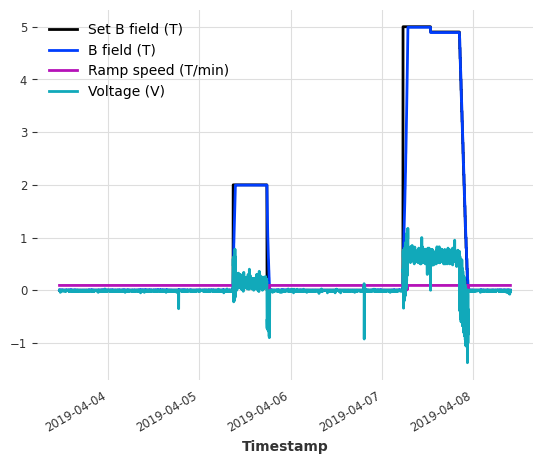 Set B field (T)
B field (T)
Ramp speed (T/min)
Voltage (V)
5
4
3
2
1
0
−1
2019-04-04
2019-04-05
2019-04-06
2019-04-07
2019-04-08
Timestamp